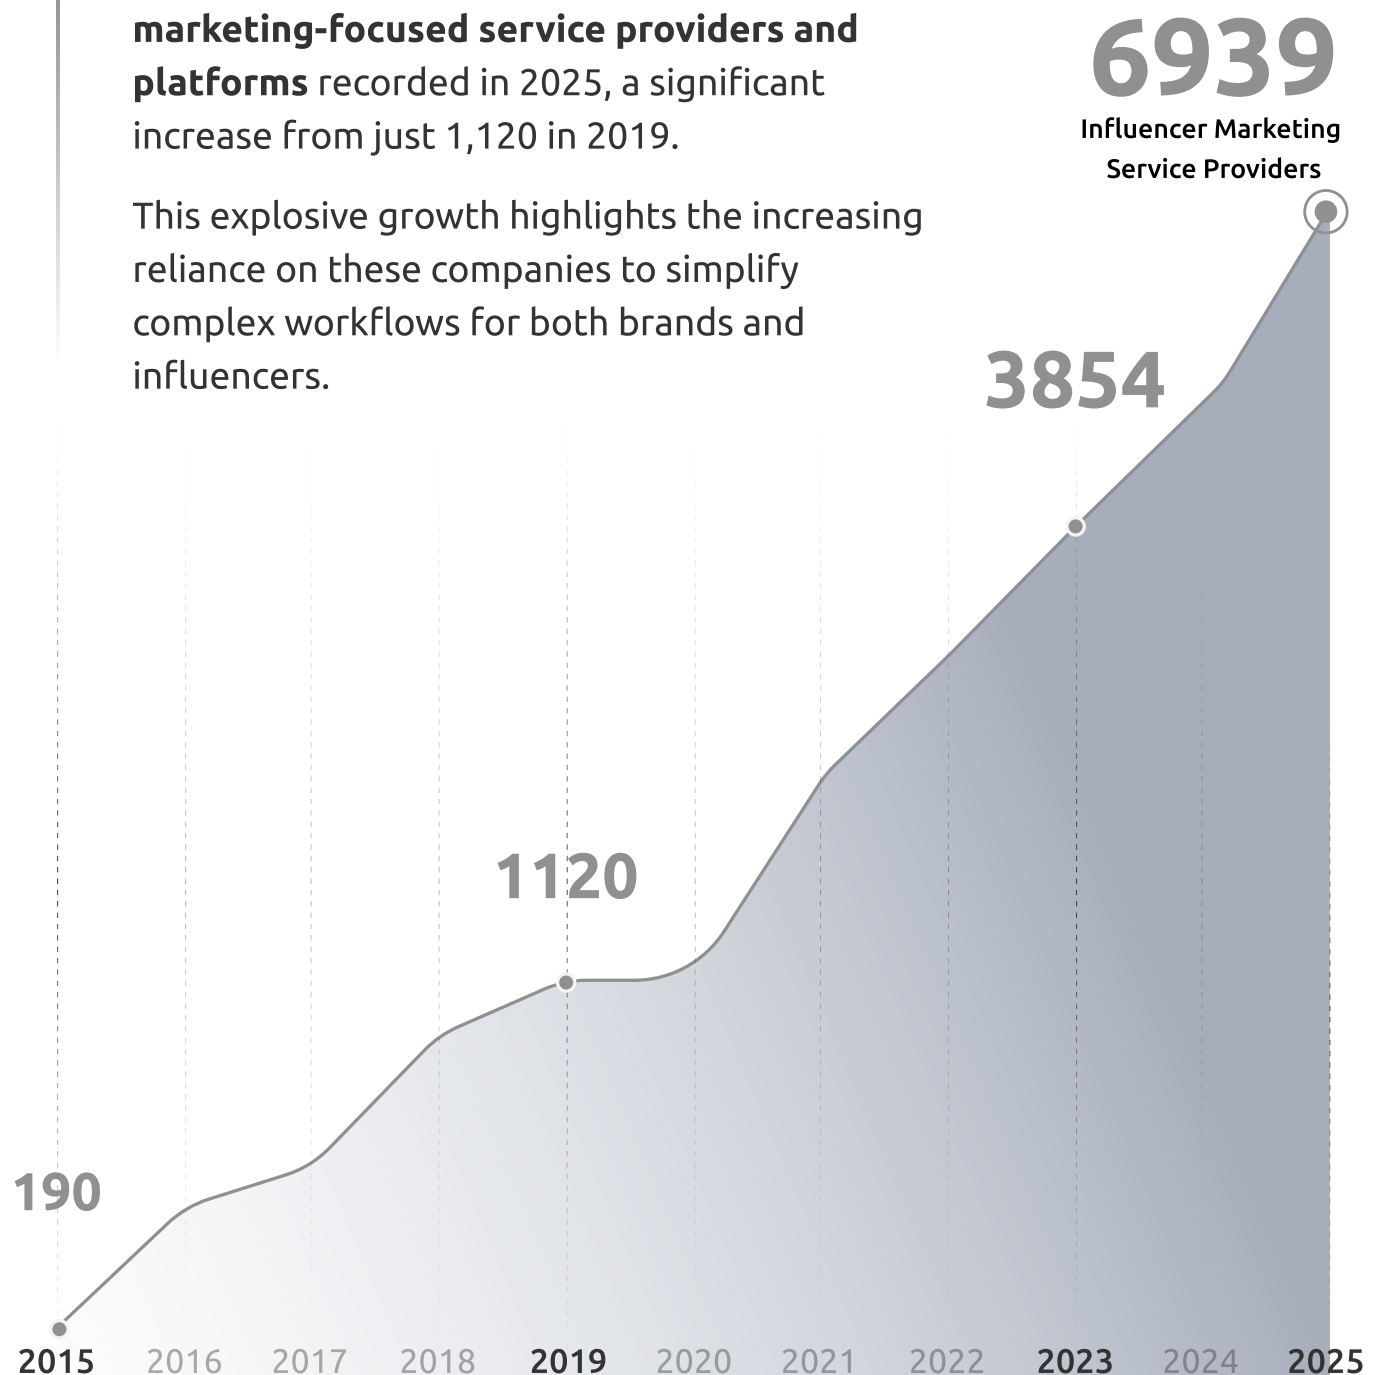 marketing-focused service providers and
platforms recorded in 2025, a significant
increase from just 1,120 in 2019.
This explosive growth highlights the increasing
reliance on these companies to simplify
complex workflows for both brands and
influencers.
6939
Influencer Marketing
Service Providers
3854
1120
190
2015 2016 2017 2018 2019 2020 2021 2022 2023 2024 2025